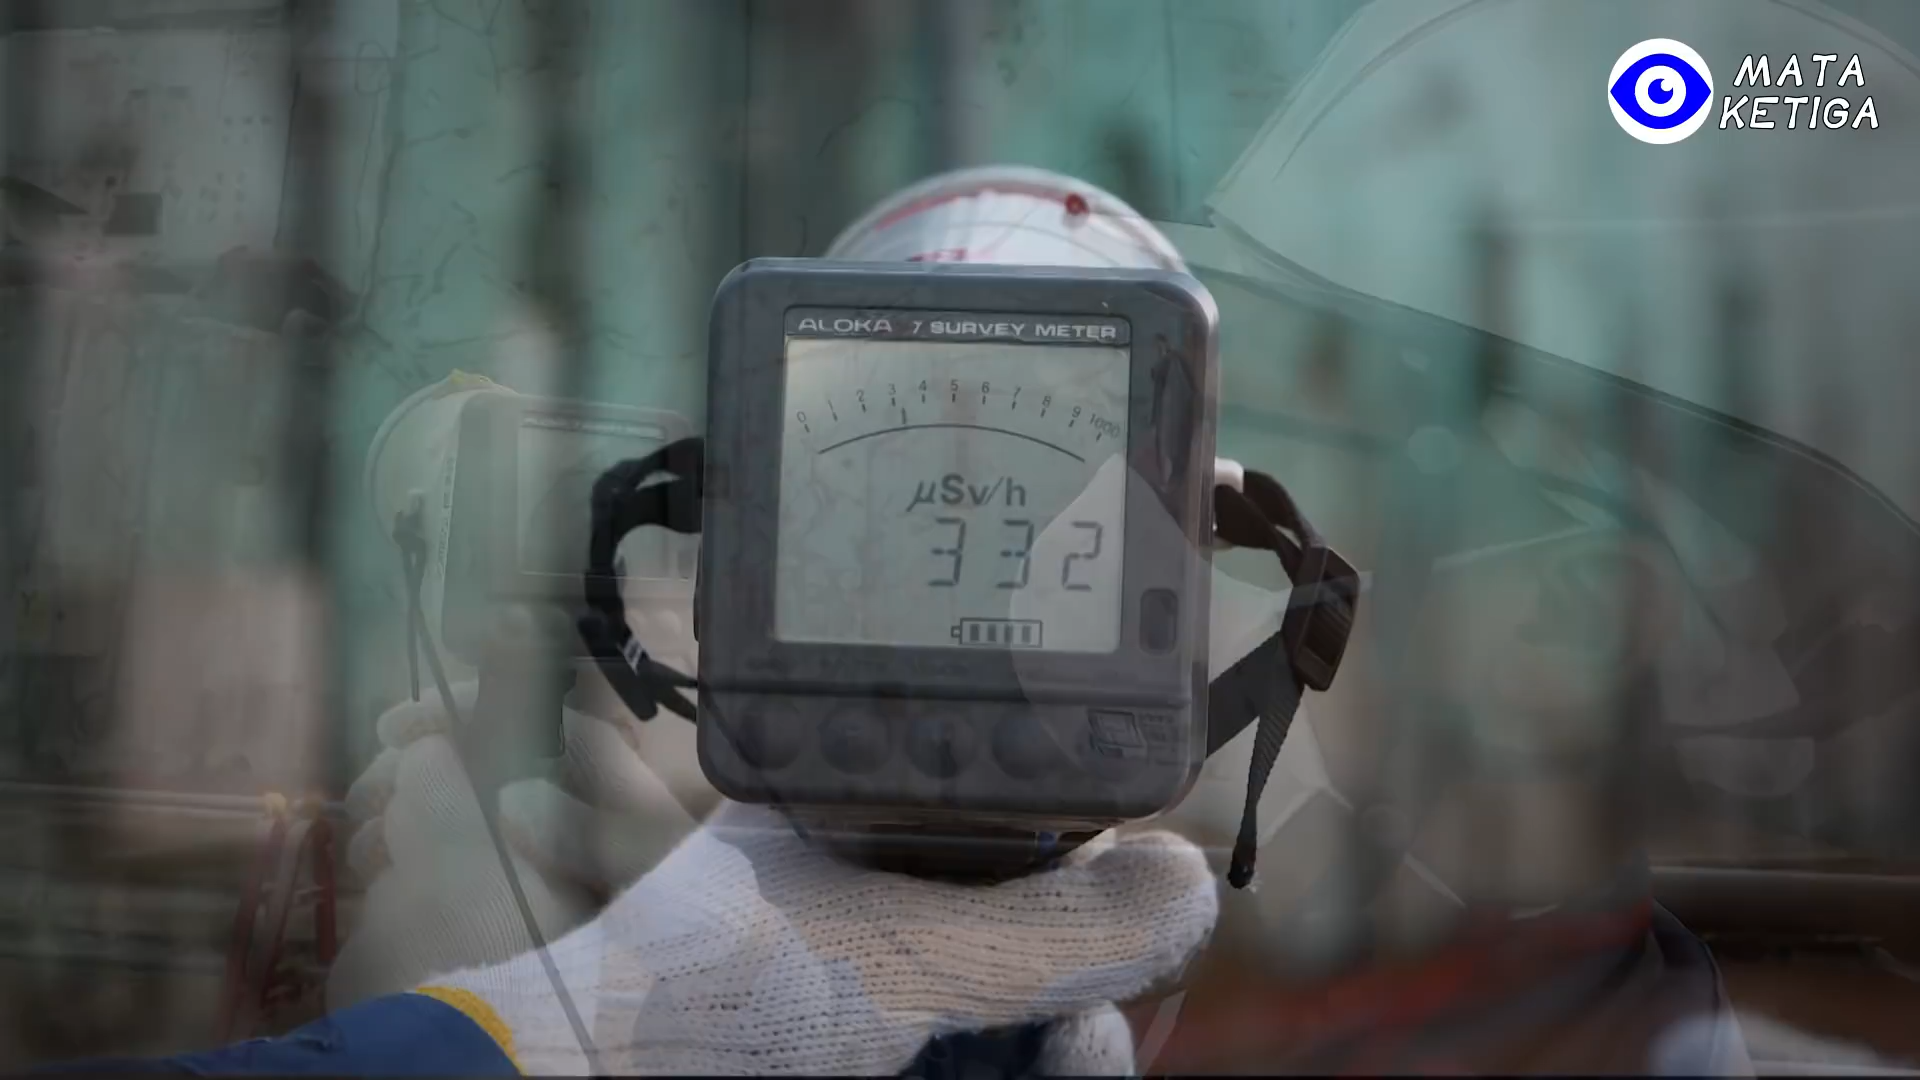 MATA
KETIGA
ALOKA γ SURVEY METER
0 1 2 3 4 5 6 7 8 9 1000
μSv/h
332